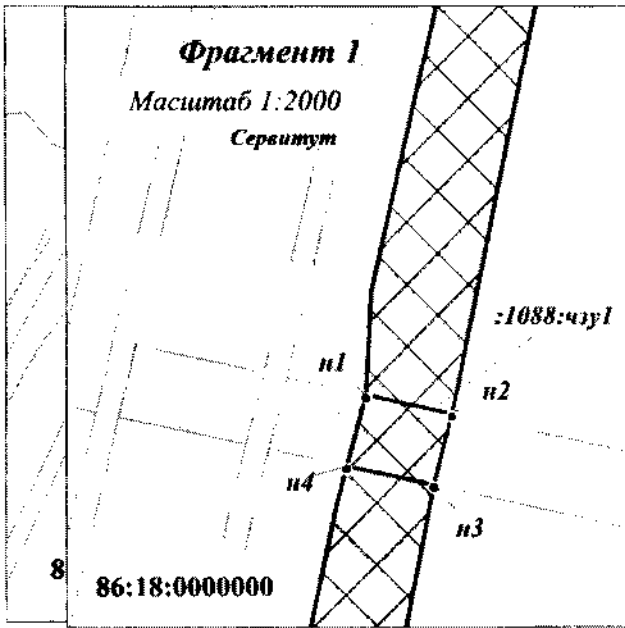 Фрагмент 1
Масштаб 1:2000
Сервитут
:1088:чзу1
н1
н2
н4
н3
8
86:18:0000000